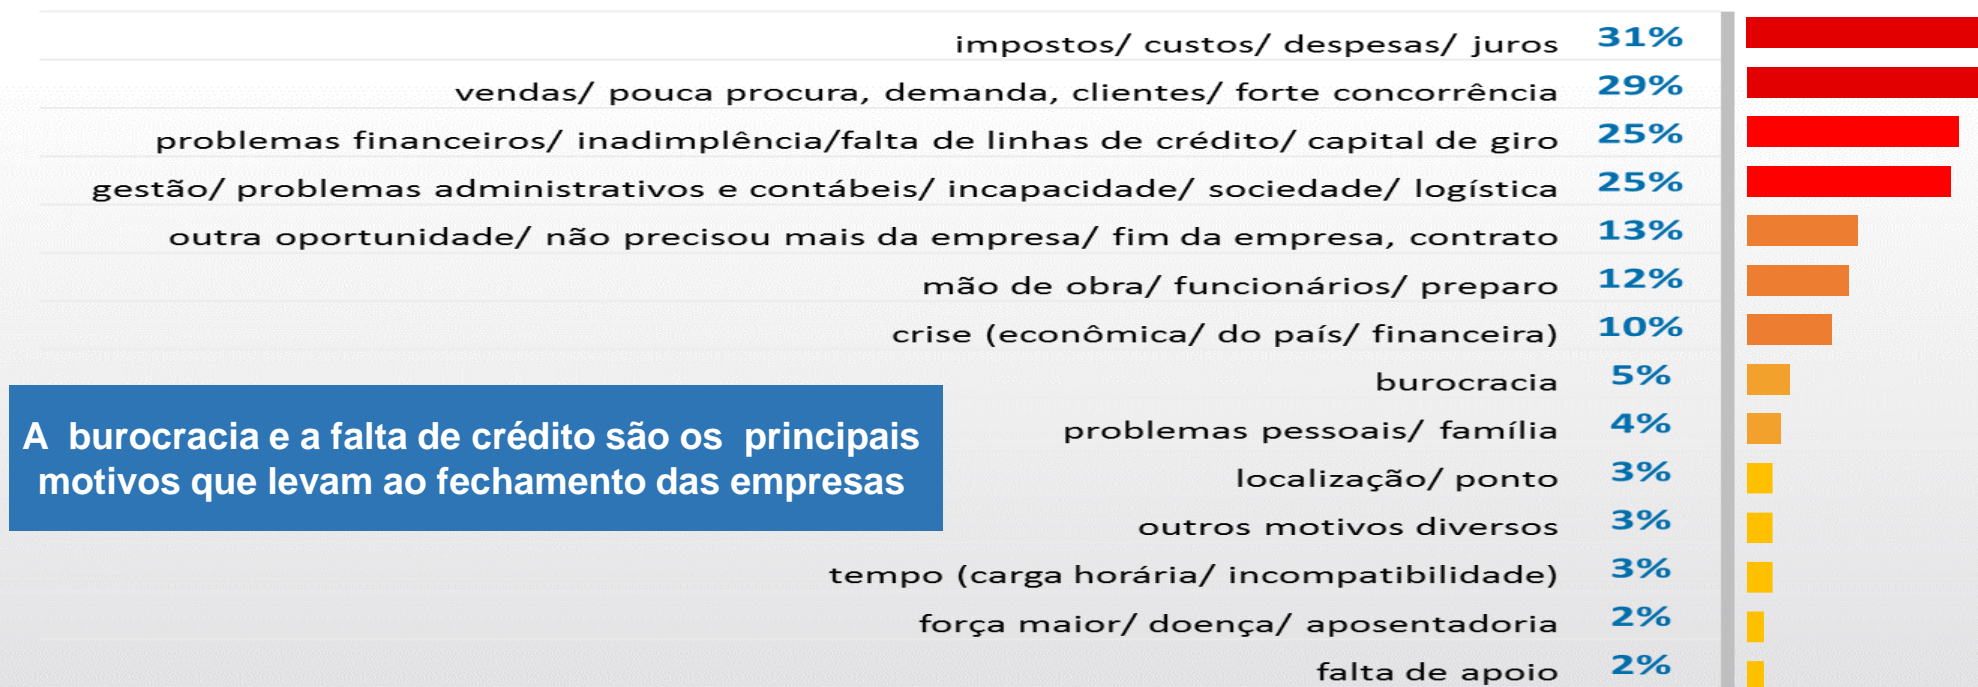 impostos/ custos/ despesas/ juros 31%
vendas/ pouca procura, demanda, clientes/ forte concorrência 29%
problemas financeiros/ inadimplência/falta de linhas de crédito/ capital de giro 25%
gestão/ problemas administrativos e contábeis/ incapacidade/ sociedade/ logística 25%
outra oportunidade/ não precisou mais da empresa/ fim da empresa, contrato 13%
mão de obra/ funcionários/ preparo 12%
crise (econômica/ do país/ financeira) 10%
burocracia 5%
problemas pessoais/ família 4%
localização/ ponto 3%
outros motivos diversos 3%
tempo (carga horária/ incompatibilidade) 3%
força maior/ doença/ aposentadoria 2%
falta de apoio 2%
A burocracia e a falta de crédito são os principais
motivos que levam ao fechamento das empresas